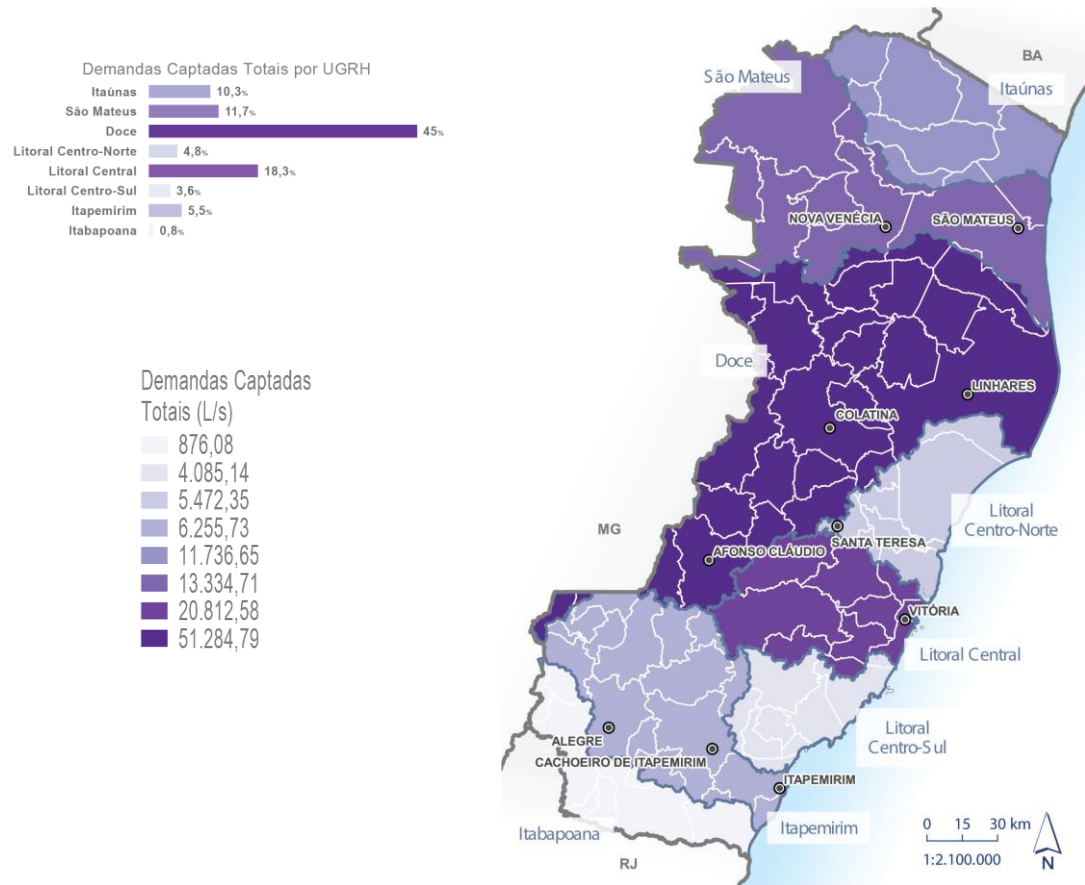 Demandas Captadas Totais por UGRH
Itaúnas 10,3%
São Mateus 11,7%
Doce 45%
Litoral Centro-Norte 4,8%
Litoral Central 18,3%
Litoral Centro-Sul 3,6%
Itapemirim 5,5%
Itabapoana 0,8%
Demandas Captadas
Totais (L/s)
876,08
4.085,14
5.472,35
6.255,73
11.736,65
13.334,71
20.812,58
51.284,79
BA
São Mateus
Itaúnas
NOVA VENÉCIA
SÃO MATEUS
Doce
LINHARES
COLATINA
Litoral
Centro-Norte
MG
SANTA TERESA
AFONSO CLÁUDIO
VITÓRIA
Litoral Central
Litoral
Centro-Sul
ALEGRE
CACHOEIRO DE ITAPEMIRIM
ITAPEMIRIM
Itabapoana
Itapemirim
RJ
0 15 30 km
1:2.100.000
N